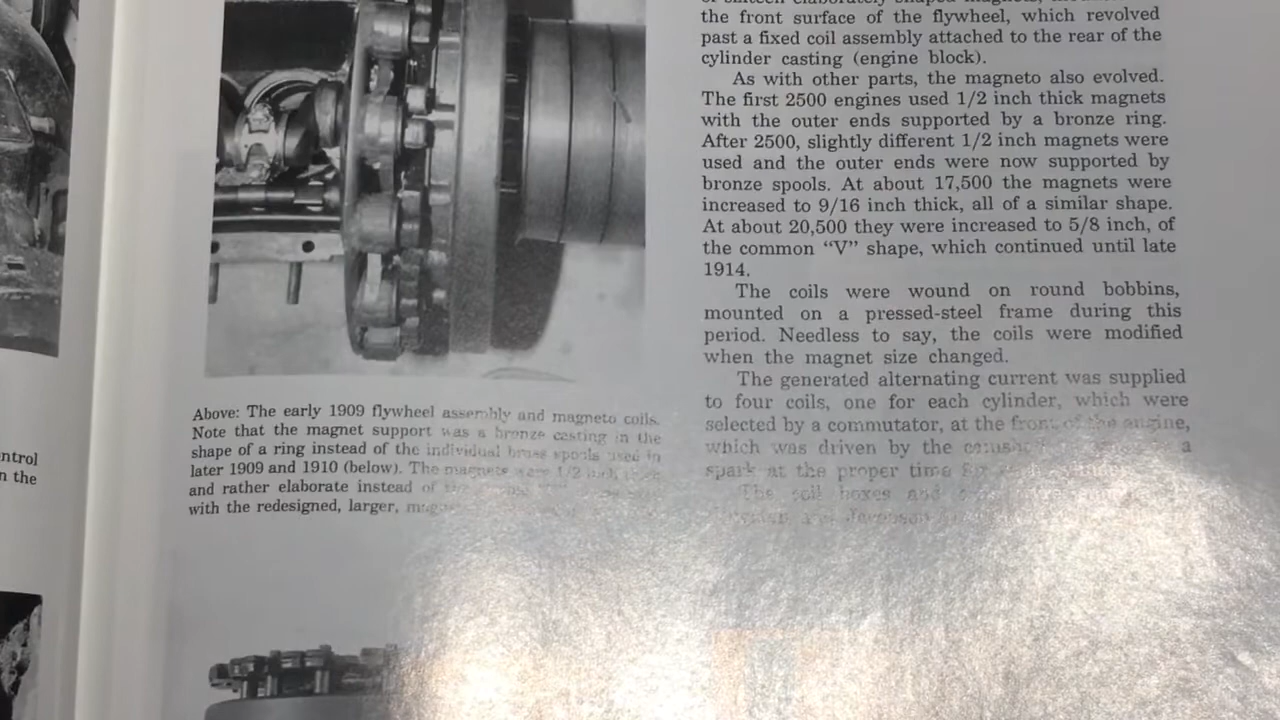 ntrol
n the
Above: The early 1909 flywheel assembly and magneto coils.
Note that the magnet support was a bronze casting in the
shape of a ring instead of the individual brass spools used in
later 1909 and 1910 (below). The magnets were 1/2 inch thick
and rather elaborate instead of
with the redesigned, larger,
the front surface of the flywheel, which revolved
past a fixed coil assembly attached to the rear of the
cylinder casting (engine block).
As with other parts, the magneto also evolved.
The first 2500 engines used 1/2 inch thick magnets
with the outer ends supported by a bronze ring.
After 2500, slightly different 1/2 inch magnets were
used and the outer ends were now supported by
bronze spools. At about 17,500 the magnets were
increased to 9/16 inch thick, all of a similar shape.
At about 20,500 they were increased to 5/8 inch, of
the common “V” shape, which continued until late
1914.
The coils were wound on round bobbins,
mounted on a pressed-steel frame during this
period. Needless to say, the coils were modified
when the magnet size changed.
The generated alternating current was supplied
to four coils, one for each cylinder, which were
selected by a commutator, at the front of the engine,
which was driven by the a
spark at the proper time
The coil boxes and